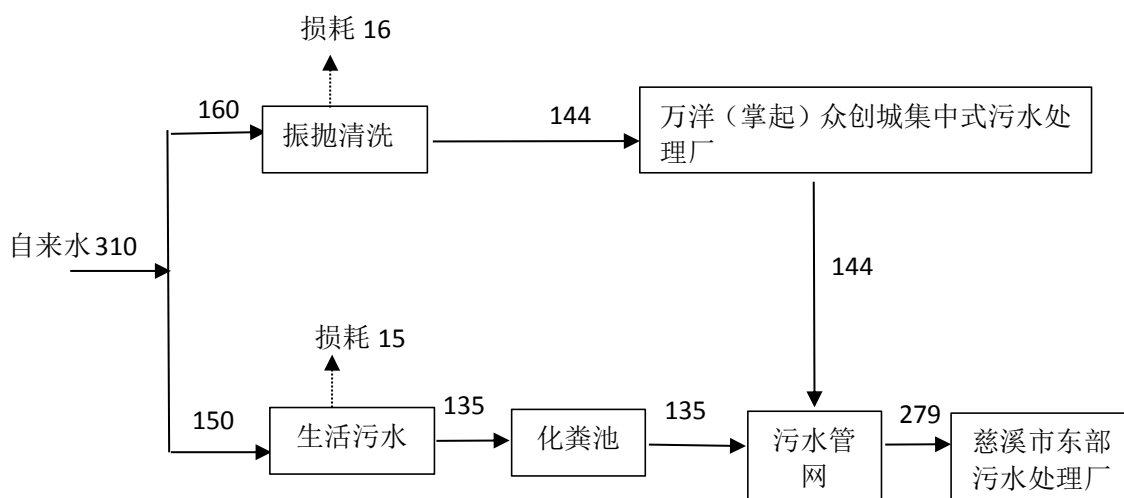 损耗 16
160
振抛清洗
144
万洋（掌起）众创城集中式污水处
理厂
自来水 310
144
损耗 15
150
生活污水
135
化粪池
135
污水管
网
279
慈溪市东部
污水处理厂